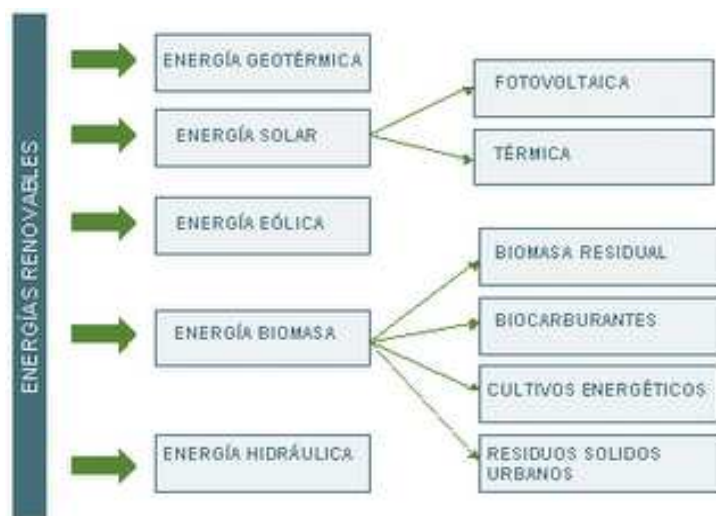 ENERGÍAS RENOVABLES
ENERGÍA GEOTÉRMICA
ENERGÍA SOLAR
FOTOVOLTAICA
TÉRMICA
ENERGÍA EÓLICA
ENERGÍA BIOMASA
BIOMASA RESIDUAL
BIOCARBURANTES
CULTIVOS ENERGÉTICOS
RESIDUOS SOLIDOS
URBANOS
ENERGÍA HIDRÁULICA